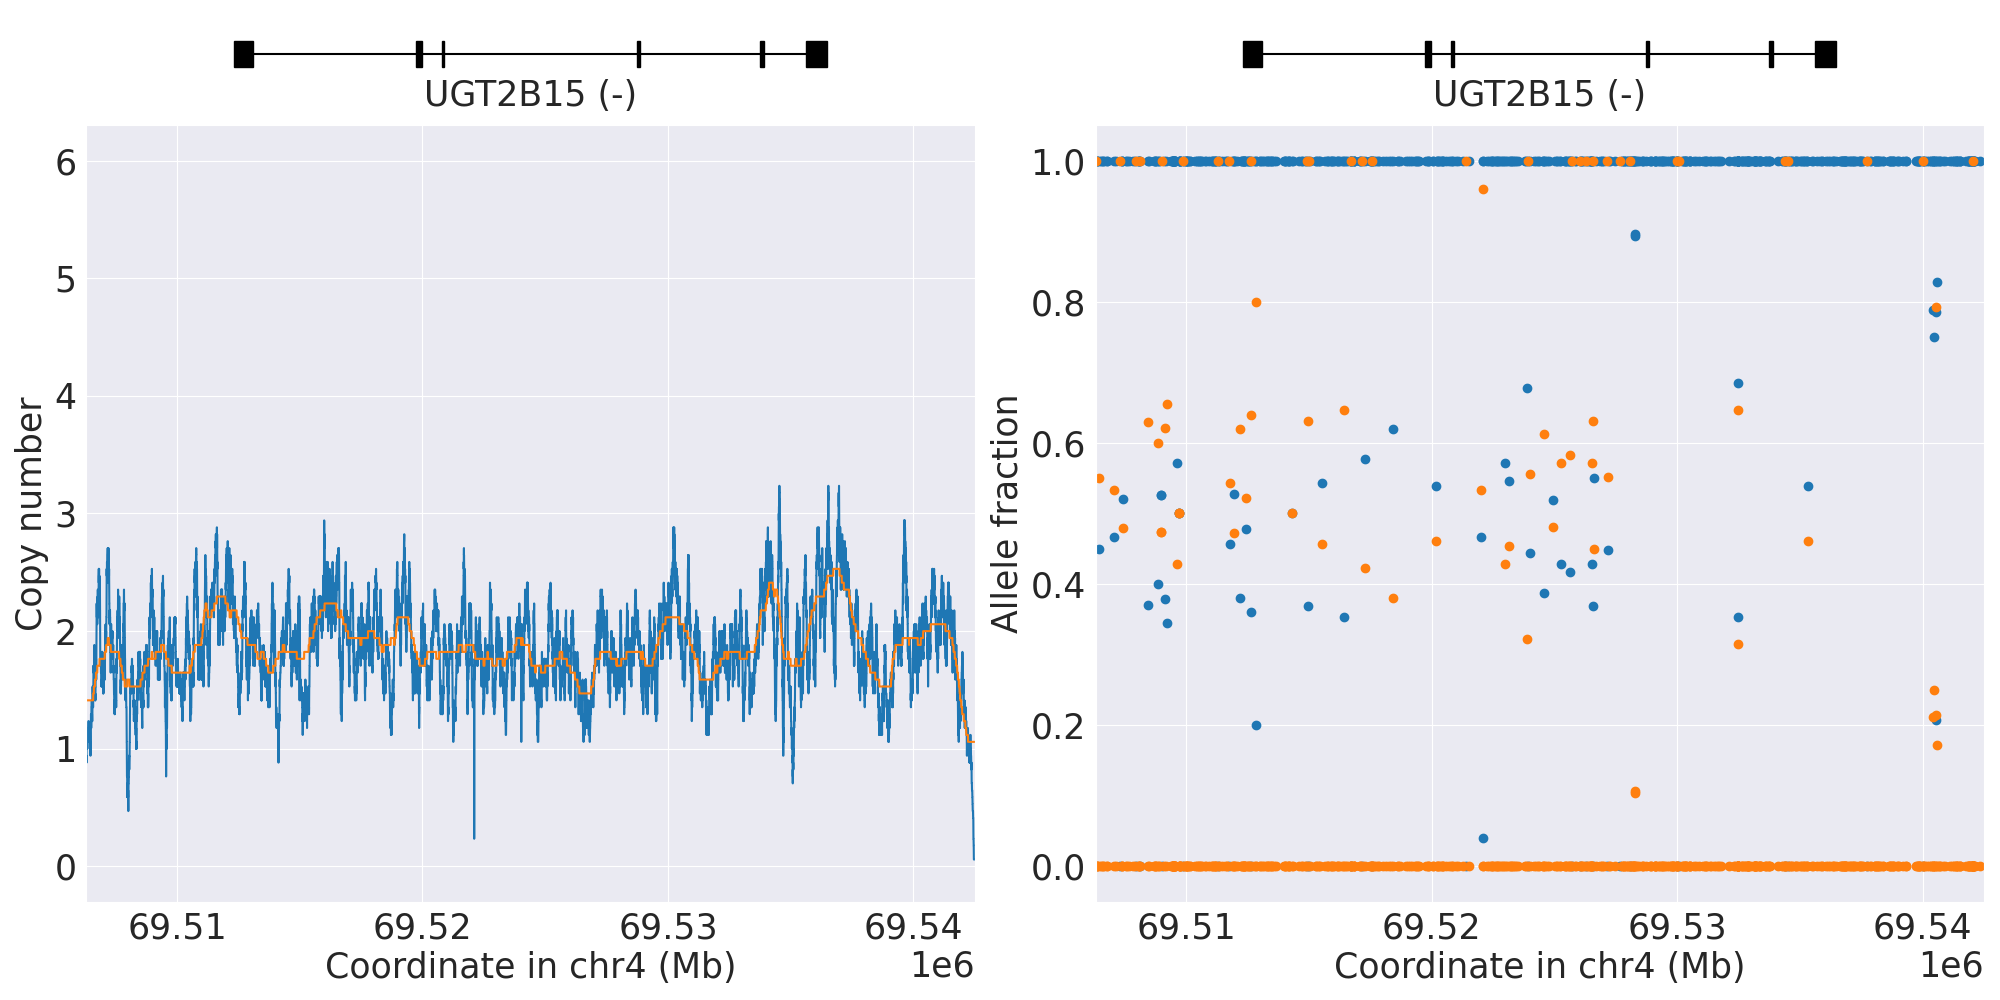 UGT2B15 (-)
UGT2B15 (-)
Copy number
6
5
4
3
2
1
0
69.51 69.52 69.53 69.54
Coordinate in chr4 (Mb) 1e6
Allele fraction
1.0
0.8
0.6
0.4
0.2
0.0
69.51 69.52 69.53 69.54
Coordinate in chr4 (Mb) 1e6